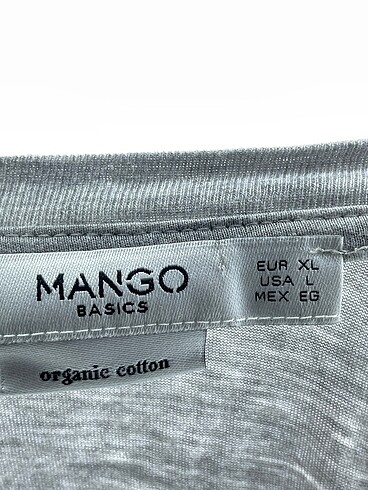 MANGO
BASICS
EUR XL
USA L
MEX EG
organic cotton